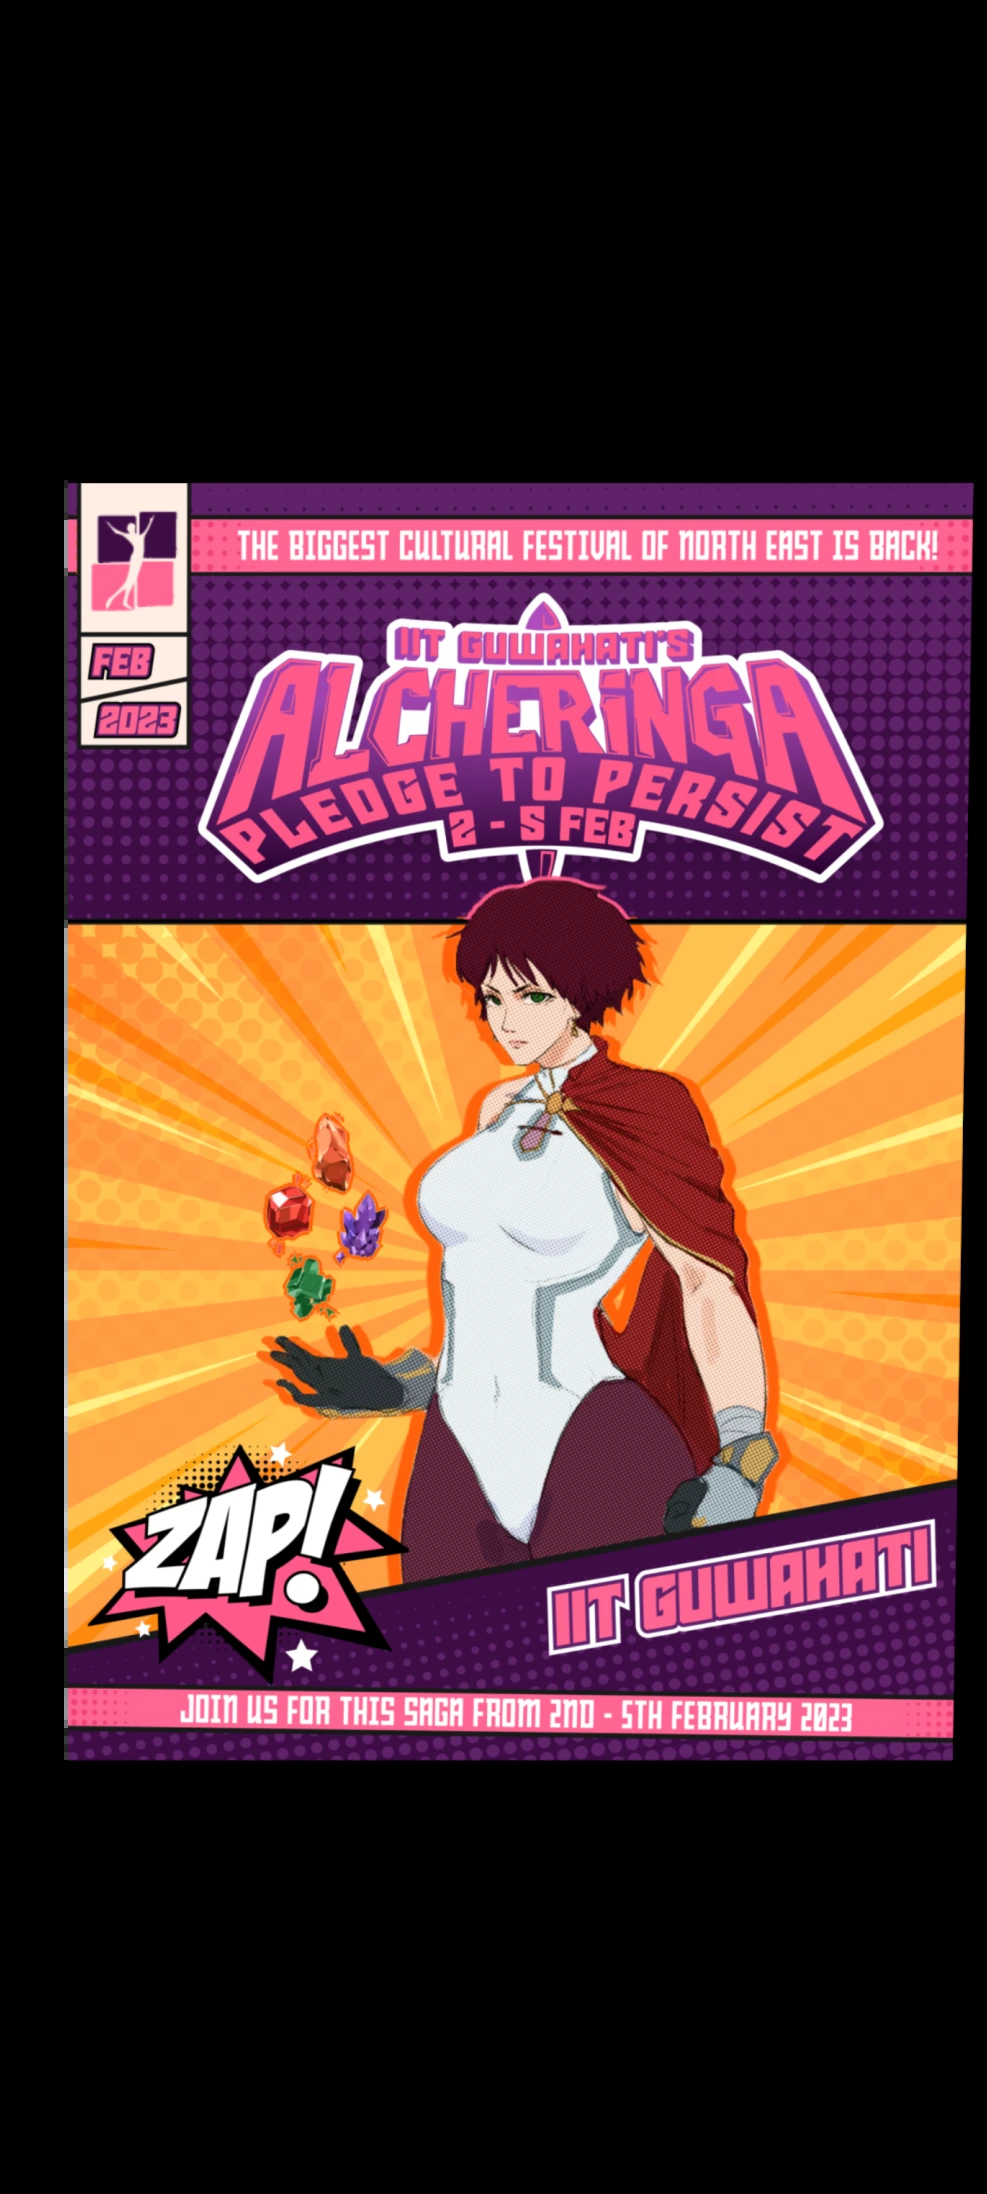 THE BIGGEST CULTURAL FESTIVAL OF NORTH EAST IS BACK!
FEB
2023
IIT GUWAHATI'S
ALCHERINGA
PLEDGE TO PERSIST
2 - 5 FEB
ZAP!
IIT GUWAHATI
JOIN US FOR THIS SAGA FROM 2ND - 5TH FEBRUARY 2023